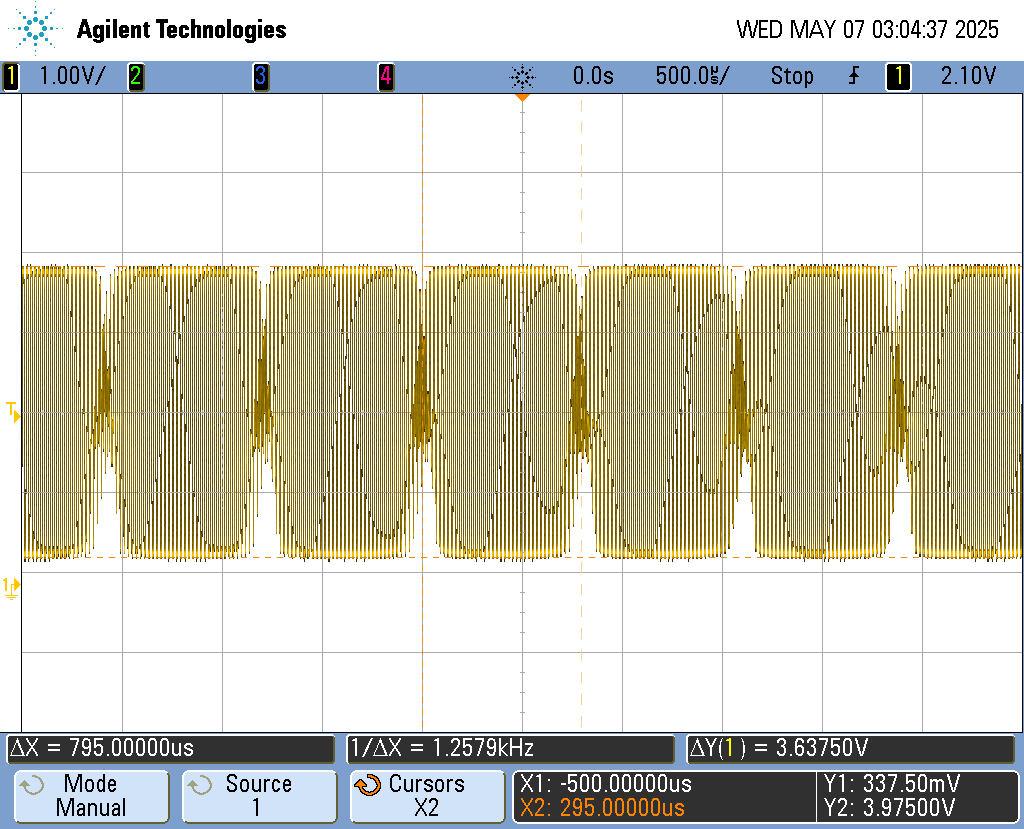 Agilent Technologies
WED MAY 07 03:04:37 2025
1 1.00V/ 2 3 4 0.0s 500.0㎲/ Stop 1 2.10V
T
1
ΔX = 795.00000us
1/ΔX = 1.2579kHz
ΔY(1) = 3.63750V
Mode
Manual
Source
1
Cursors
X2
X1: -500.00000us
X2: 295.00000us
Y1: 337.50mV
Y2: 3.97500V